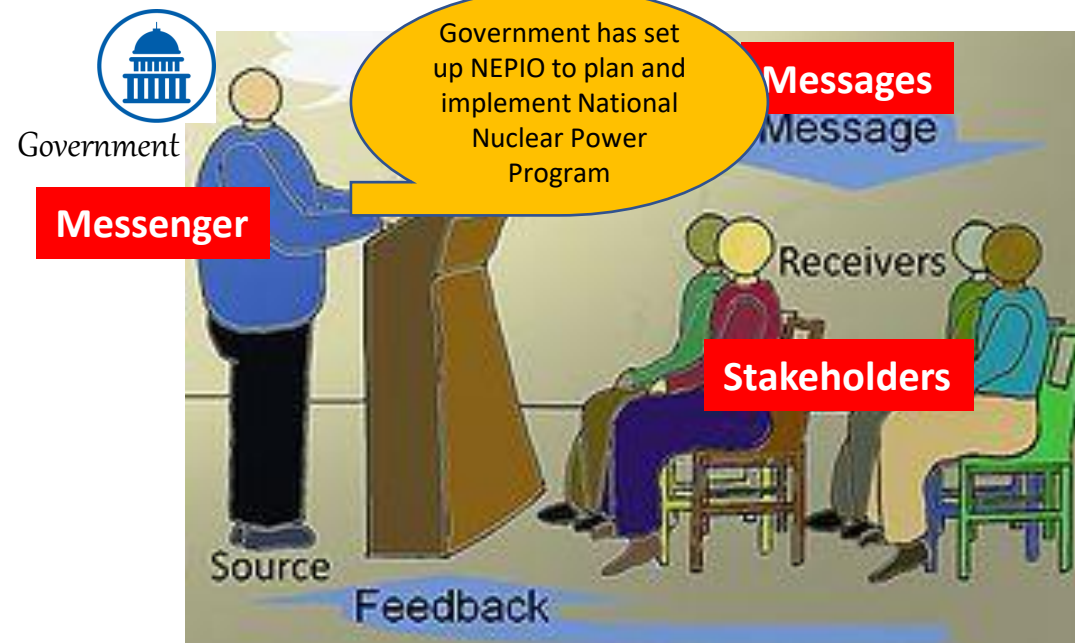 Government has set
up NEPIO to plan and
implement National
Nuclear Power
Program
Messages
Message
Government
Messenger
Receivers
Stakeholders
Source
Feedback